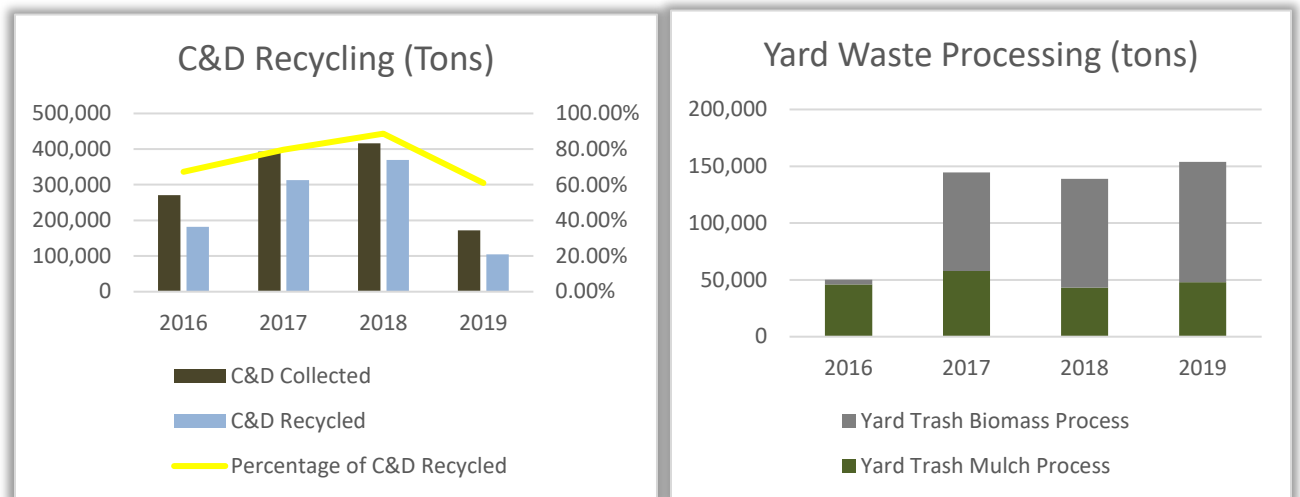 C&D Recycling (Tons)
500,000
400,000
300,000
200,000
100,000
0
100.00%
80.00%
60.00%
40.00%
20.00%
0.00%
2016 2017 2018 2019
C&D Collected
C&D Recycled
Percentage of C&D Recycled
Yard Waste Processing (tons)
200,000
150,000
100,000
50,000
0
2016 2017 2018 2019
Yard Trash Biomass Process
Yard Trash Mulch Process